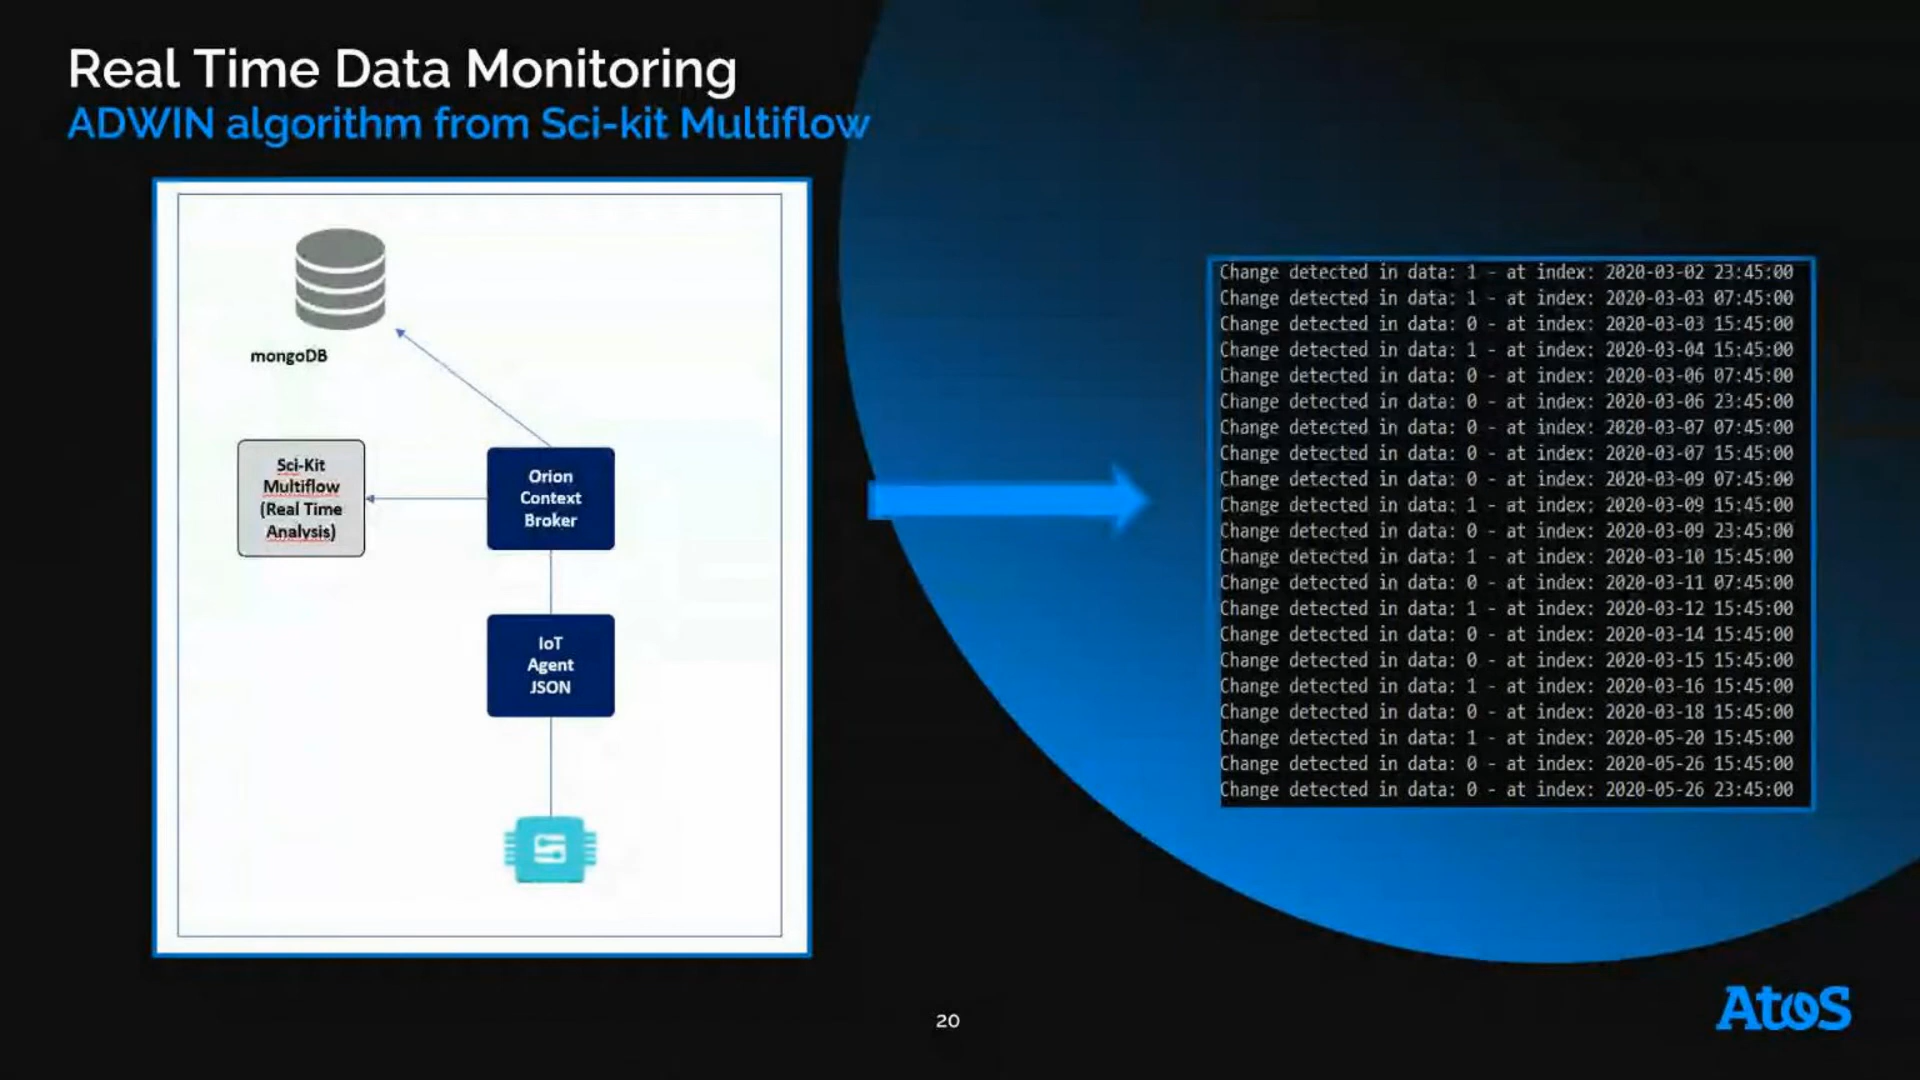 Real Time Data Monitoring
ADWIN algorithm from Sci-kit Multiflow
mongoDB
Sci-Kit
Multiflow
(Real Time
Analysis)
Orion
Context
Broker
IoT
Agent
JSON
Change detected in data: 1 - at index: 2020-03-02 23:45:00
Change detected in data: 1 - at index: 2020-03-03 07:45:00
Change detected in data: 0 - at index: 2020-03-03 15:45:00
Change detected in data: 1 - at index: 2020-03-04 15:45:00
Change detected in data: 0 - at index: 2020-03-06 07:45:00
Change detected in data: 0 - at index: 2020-03-06 23:45:00
Change detected in data: 0 - at index: 2020-03-07 07:45:00
Change detected in data: 0 - at index: 2020-03-07 15:45:00
Change detected in data: 0 - at index: 2020-03-09 07:45:00
Change detected in data: 1 - at index: 2020-03-09 15:45:00
Change detected in data: 0 - at index: 2020-03-09 23:45:00
Change detected in data: 1 - at index: 2020-03-10 15:45:00
Change detected in data: 0 - at index: 2020-03-11 07:45:00
Change detected in data: 1 - at index: 2020-03-12 15:45:00
Change detected in data: 0 - at index: 2020-03-14 15:45:00
Change detected in data: 0 - at index: 2020-03-15 15:45:00
Change detected in data: 1 - at index: 2020-03-16 15:45:00
Change detected in data: 0 - at index: 2020-03-18 15:45:00
Change detected in data: 1 - at index: 2020-05-20 15:45:00
Change detected in data: 0 - at index: 2020-05-26 15:45:00
Change detected in data: 0 - at index: 2020-05-26 23:45:00
20
Atos